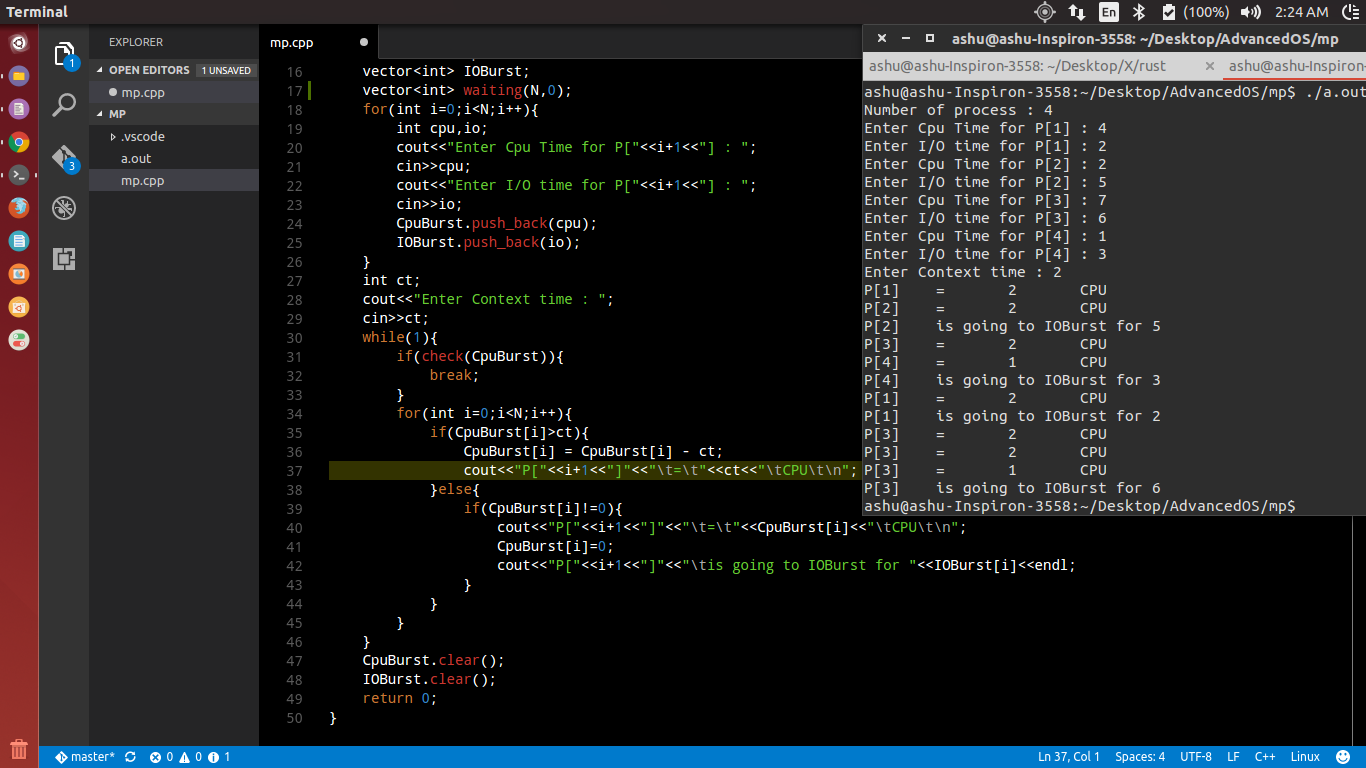 Terminal
En
(100%)
2:24 AM
EXPLORER
OPEN EDITORS 1 UNSAVED
mp.cpp
MP
.vscode
a.out
mp.cpp
1
3
mp.cpp
16 vector<int> IOBurst;
17 vector<int> waiting(N,0);
18 for(int i=0;i<N;i++){
19 int cpu,io;
20 cout<<"Enter Cpu Time for P["<<i+1<<"] : ";
21 cin>>cpu;
22 cout<<"Enter I/O time for P["<<i+1<<"] : ";
23 cin>>io;
24 CpuBurst.push_back(cpu);
25 IOBurst.push_back(io);
26 }
27 int ct;
28 cout<<"Enter Context time : ";
29 cin>>ct;
30 while(1){
31 if(check(CpuBurst)){
32 break;
33 }
34 for(int i=0;i<N;i++){
35 if(CpuBurst[i]>ct){
36 CpuBurst[i] = CpuBurst[i] - ct;
37 cout<<"P["<<i+1<<"]"<<"\t=\t"<<ct<<"\tCPU\t\n";
38 }else{
39 if(CpuBurst[i]!=0){
40 cout<<"P["<<i+1<<"]"<<"\t=\t"<<CpuBurst[i]<<"\tCPU\t\n";
41 CpuBurst[i]=0;
42 cout<<"P["<<i+1<<"]"<<"\tis going to IOBurst for "<<IOBurst[i]<<endl;
43 }
44 }
45 }
46 }
47 CpuBurst.clear();
48 IOBurst.clear();
49 return 0;
50 }
ashu@ashu-Inspiron-3558: ~/Desktop/AdvancedOS/mp
ashu@ashu-Inspiron-3558: ~/Desktop/X/rust
ashu@ashu-Inspiron-
ashu@ashu-Inspiron-3558:~/Desktop/AdvancedOS/mp$ ./a.out
Number of process : 4
Enter Cpu Time for P[1] : 4
Enter I/O time for P[1] : 2
Enter Cpu Time for P[2] : 2
Enter I/O time for P[2] : 5
Enter Cpu Time for P[3] : 7
Enter I/O time for P[3] : 6
Enter Cpu Time for P[4] : 1
Enter I/O time for P[4] : 3
Enter Context time : 2
P[1] = 2 CPU
P[2] = 2 CPU
P[2] is going to IOBurst for 5
P[3] = 2 CPU
P[4] = 1 CPU
P[4] is going to IOBurst for 3
P[1] = 2 CPU
P[1] is going to IOBurst for 2
P[3] = 2 CPU
P[3] = 2 CPU
P[3] = 1 CPU
P[3] is going to IOBurst for 6
ashu@ashu-Inspiron-3558:~/Desktop/AdvancedOS/mp$
master* 0 0 1
Ln 37, Col 1 Spaces: 4 UTF-8 LF C++ Linux